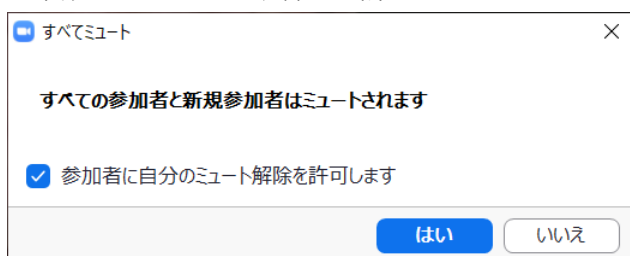 すべてミュート
すべての参加者と新規参加者はミュートされます
参加者に自分のミュート解除を許可します
はい
いいえ